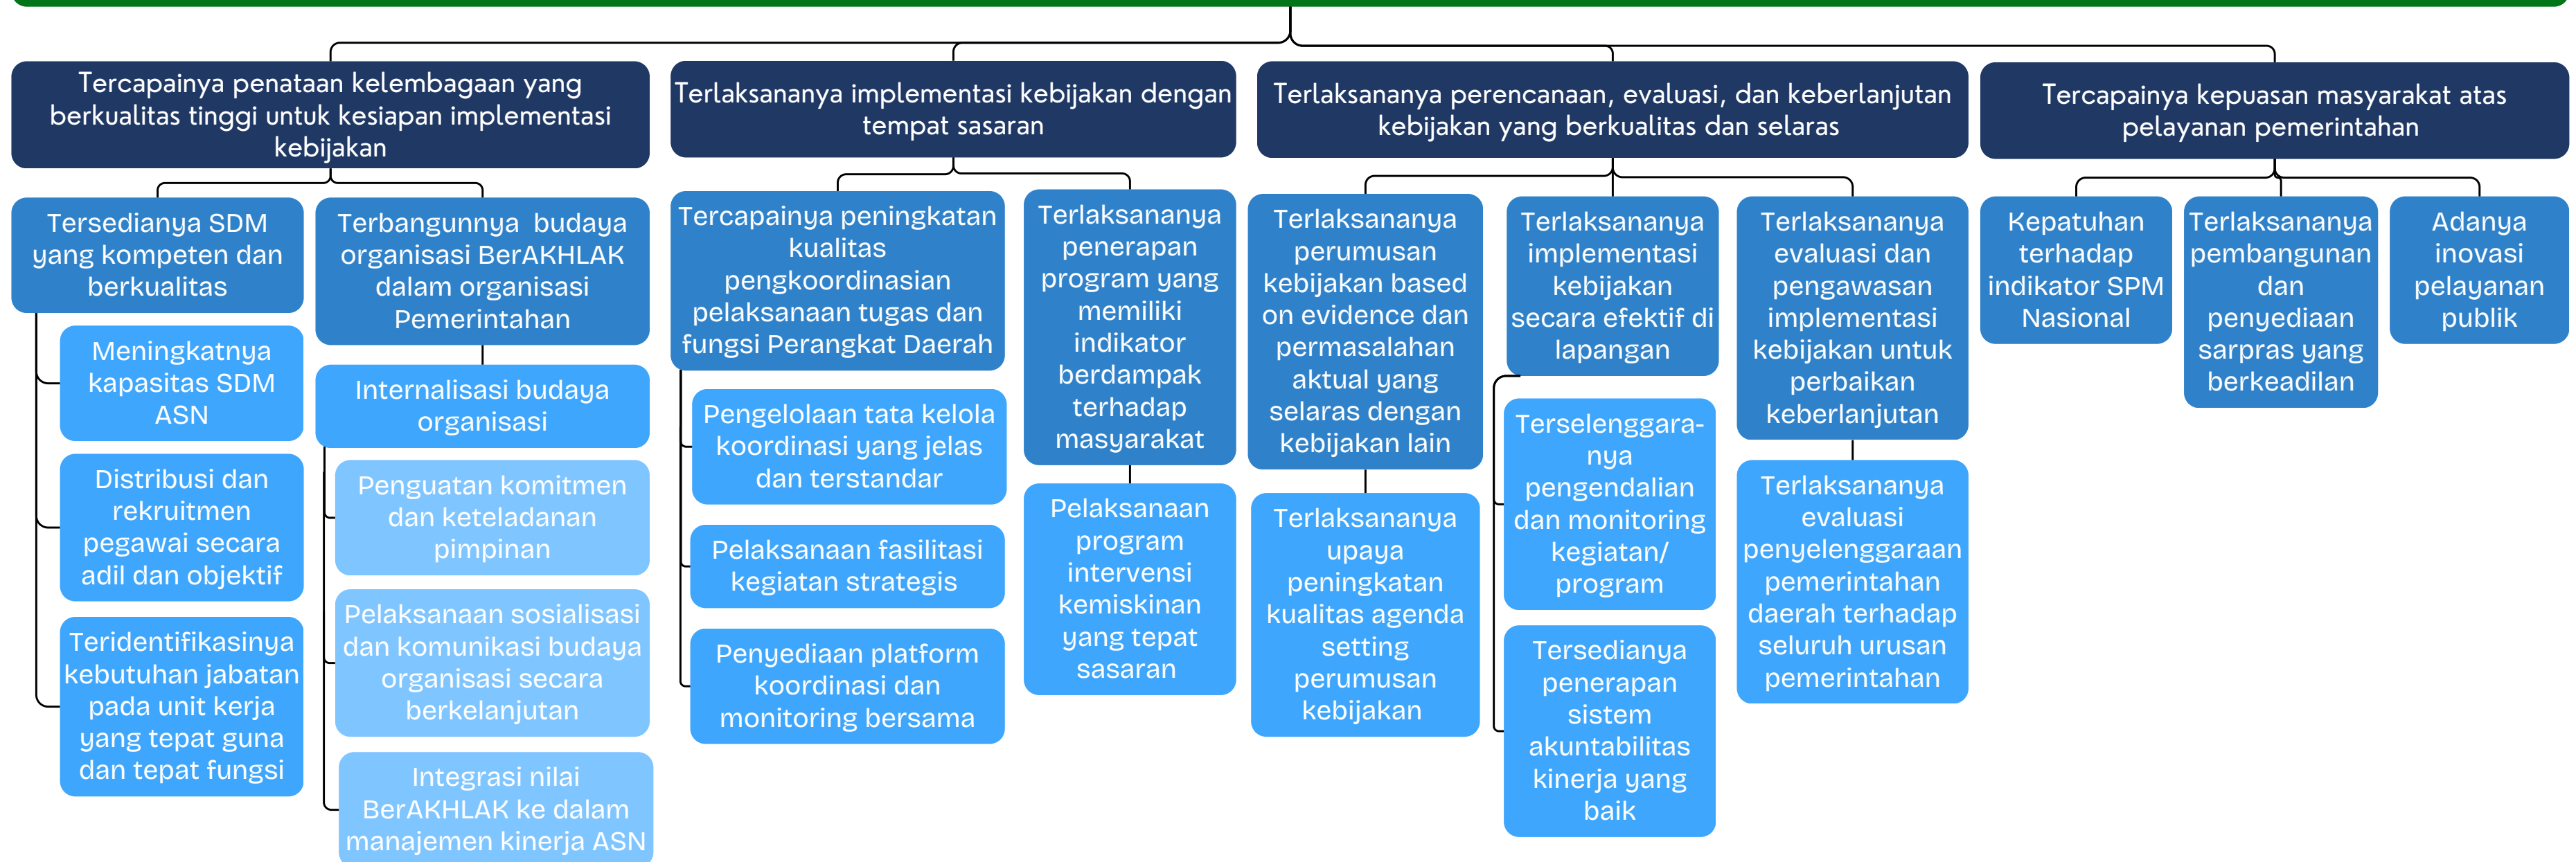 Tercapainya penataan kelembagaan yang
berkualitas tinggi untuk kesiapan implementasi
kebijakan
Terlaksananya implementasi kebijakan dengan
tempat sasaran
Terlaksananya perencanaan, evaluasi, dan keberlanjutan
kebijakan yang berkualitas dan selaras
Tercapainya kepuasan masyarakat atas
pelayanan pemerintahan
Tersedianya SDM
yang kompeten dan
berkualitas
Meningkatnya
kapasitas SDM
ASN
Distribusi dan
rekruitmen
pegawai secara
adil dan objektif
Teridentifikasinya
kebutuhan jabatan
pada unit kerja
yang tepat guna
dan tepat fungsi
Terbangunnya  budaya
organisasi BerAKHLAK
dalam organisasi
Pemerintahan
Internalisasi budaya
organisasi
Penguatan komitmen
dan keteladanan
pimpinan
Pelaksanaan sosialisasi
dan komunikasi budaya
organisasi secara
berkelanjutan
Integrasi nilai
BerAKHLAK ke dalam
manajemen kinerja ASN
Tercapainya peningkatan
kualitas
pengkoordinasian
pelaksanaan tugas dan
fungsi Perangkat Daerah
Pengelolaan tata kelola
koordinasi yang jelas
dan terstandar
Pelaksanaan fasilitasi
kegiatan strategis
Penyediaan platform
koordinasi dan
monitoring bersama
Terlaksananya
penerapan
program yang
memiliki
indikator
berdampak
terhadap
masyarakat
Pelaksanaan
program
intervensi
kemiskinan
yang tepat
sasaran
Terlaksananya
perumusan
kebijakan based
on evidence dan
permasalahan
aktual yang
selaras dengan
kebijakan lain
Terlaksananya
upaya
peningkatan
kualitas agenda
setting
perumusan
kebijakan
Terlaksananya
implementasi
kebijakan
secara efektif di
lapangan
Terselenggara-
nya
pengendalian
dan monitoring
kegiatan/
program
Tersedianya
penerapan
sistem
akuntabilitas
kinerja yang
baik
Terlaksananya
evaluasi dan
pengawasan
implementasi
kebijakan untuk
perbaikan
keberlanjutan
Terlaksananya
evaluasi
penyelenggaraan
pemerintahan
daerah terhadap
seluruh urusan
pemerintahan
Kepatuhan
terhadap
indikator SPM
Nasional
Terlaksananya
pembangunan
dan
penyediaan
sarpras yang
berkeadilan
Adanya
inovasi
pelayanan
publik